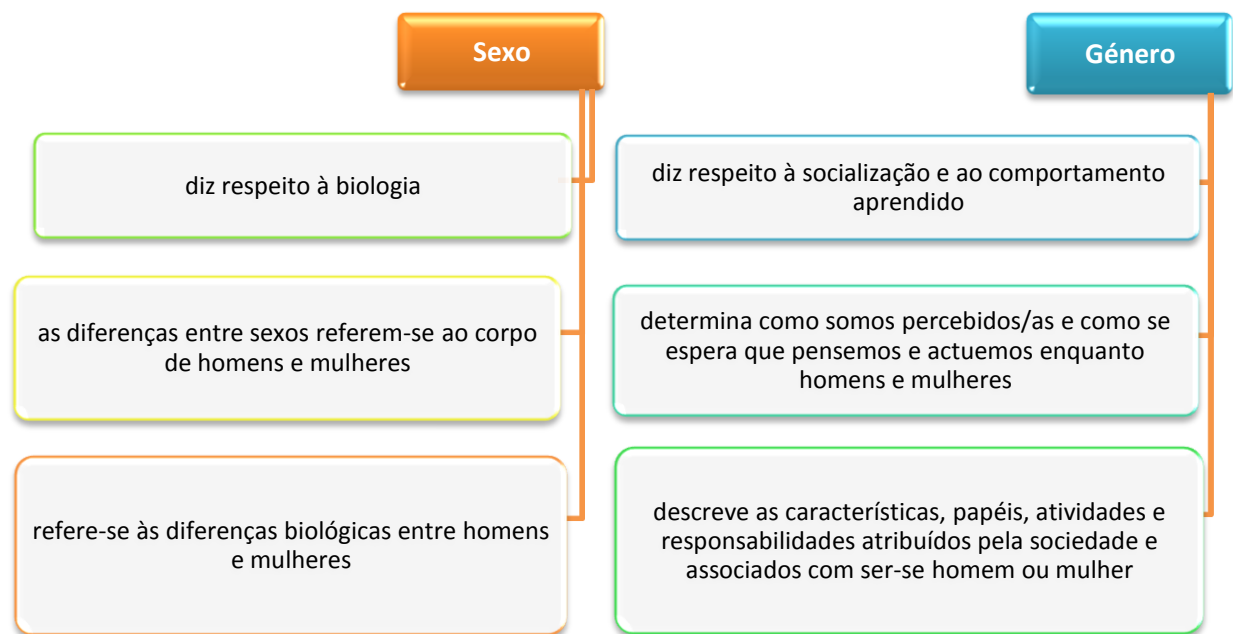 Sexo
diz respeito à biologia
as diferenças entre sexos referem-se ao corpo
de homens e mulheres
refere-se às diferenças biológicas entre homens
e mulheres
Género
diz respeito à socialização e ao comportamento
aprendido
determina como somos percebidos/as e como se
espera que pensemos e actuemos enquanto
homens e mulheres
descreve as características, papéis, atividades e
responsabilidades atribuídos pela sociedade e
associados com ser-se homem ou mulher